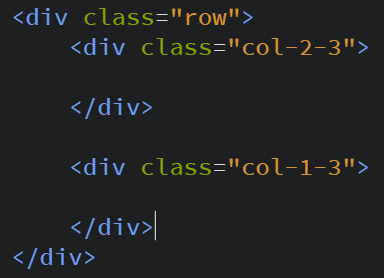 <div class="row">
    <div class="col-2-3">

    </div>

    <div class="col-1-3">

    </div>
</div>